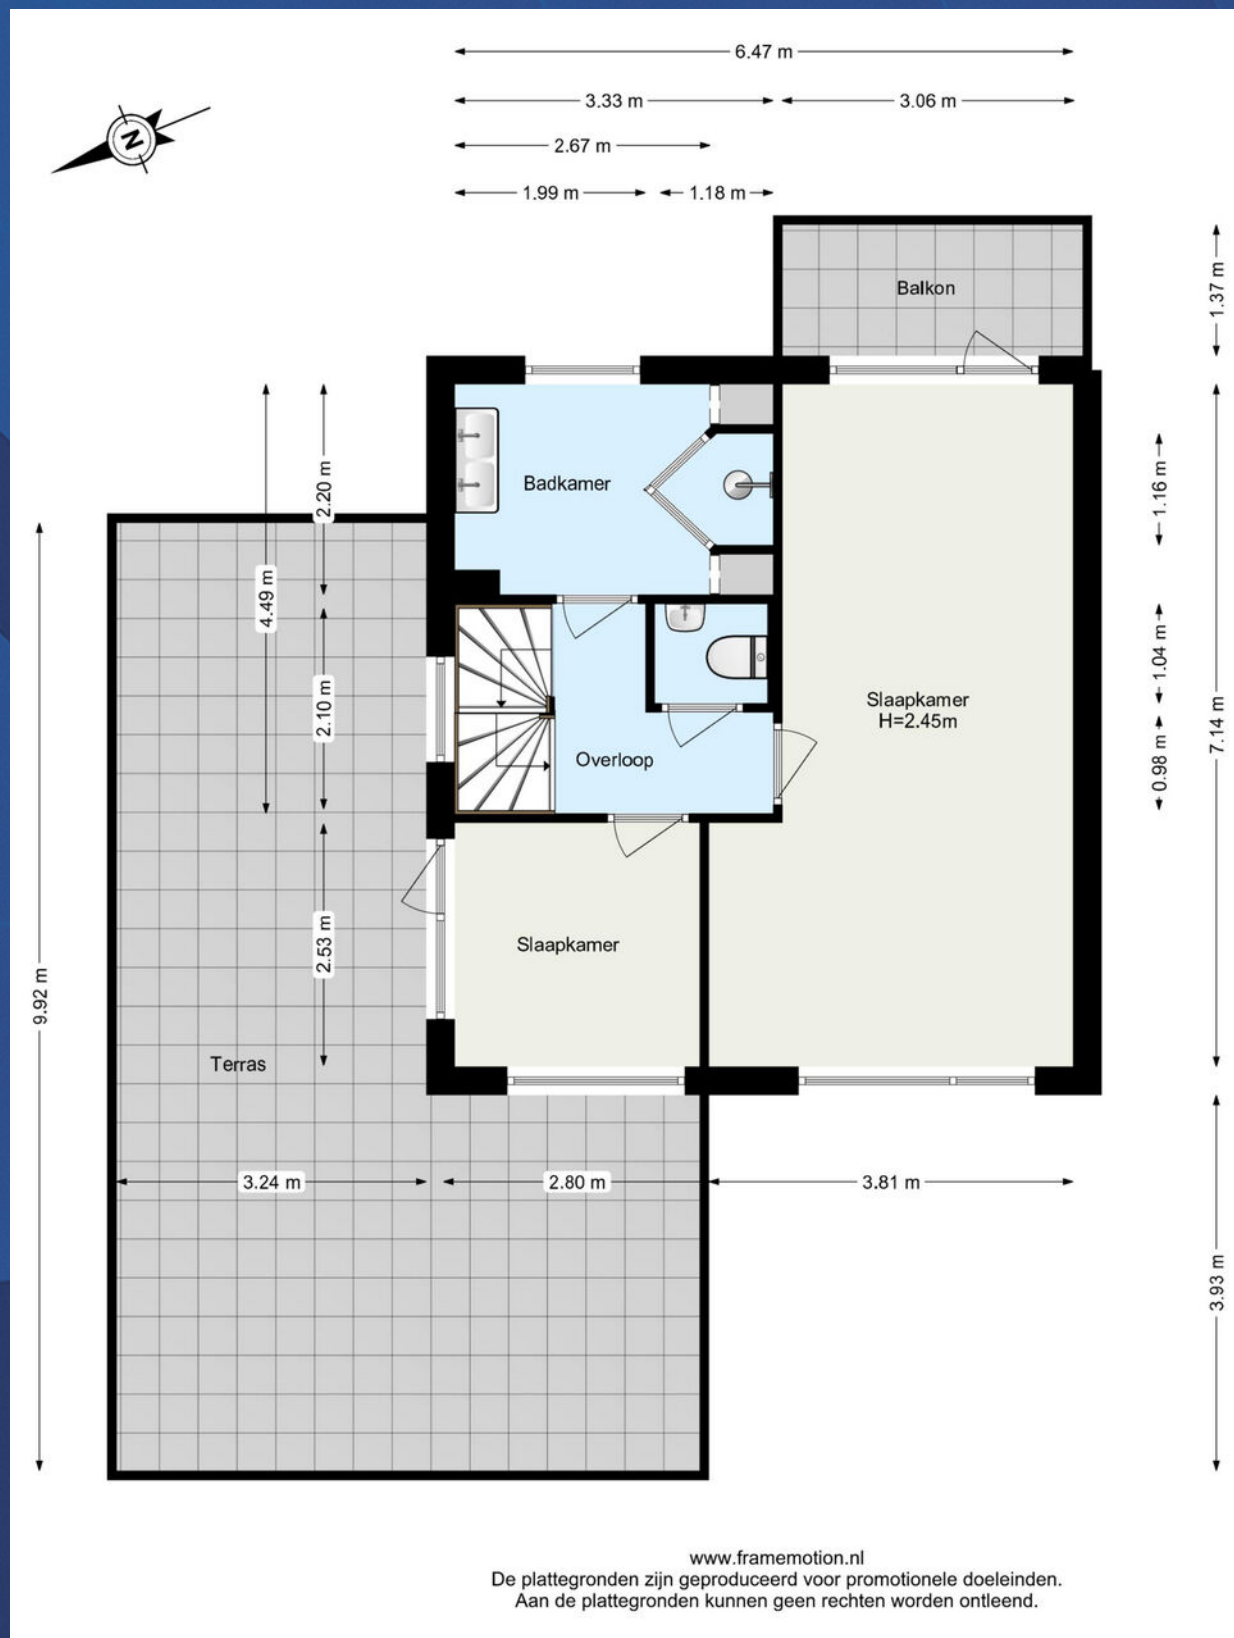 6.47 m
3.33 m
3.06 m
2.67 m
1.99 m
1.18 m
N
Balkon
1.37 m
2.20 m
Badkamer
1.16 m
4.49 m
1.04 m
2.10 m
Slaapkamer
H=2.45m
7.14 m
Overloop
0.98 m
2.53 m
Slaapkamer
9.92 m
Terras
3.24 m
2.80 m
3.81 m
3.93 m
www.framemotion.nl
De plattegronden zijn geproduceerd voor promotionele doeleinden.
Aan de plattegronden kunnen geen rechten worden ontleend.